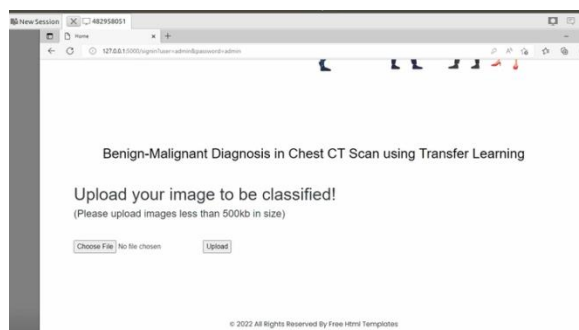 New Session 482958051
Home
127.0.0.1:5000/signin?user=admin&password=admin
Benign-Malignant Diagnosis in Chest CT Scan using Transfer Learning
Upload your image to be classified!
(Please upload images less than 500kb in size)
Choose File No file chosen Upload
© 2022 All Rights Reserved By Free Html Templates